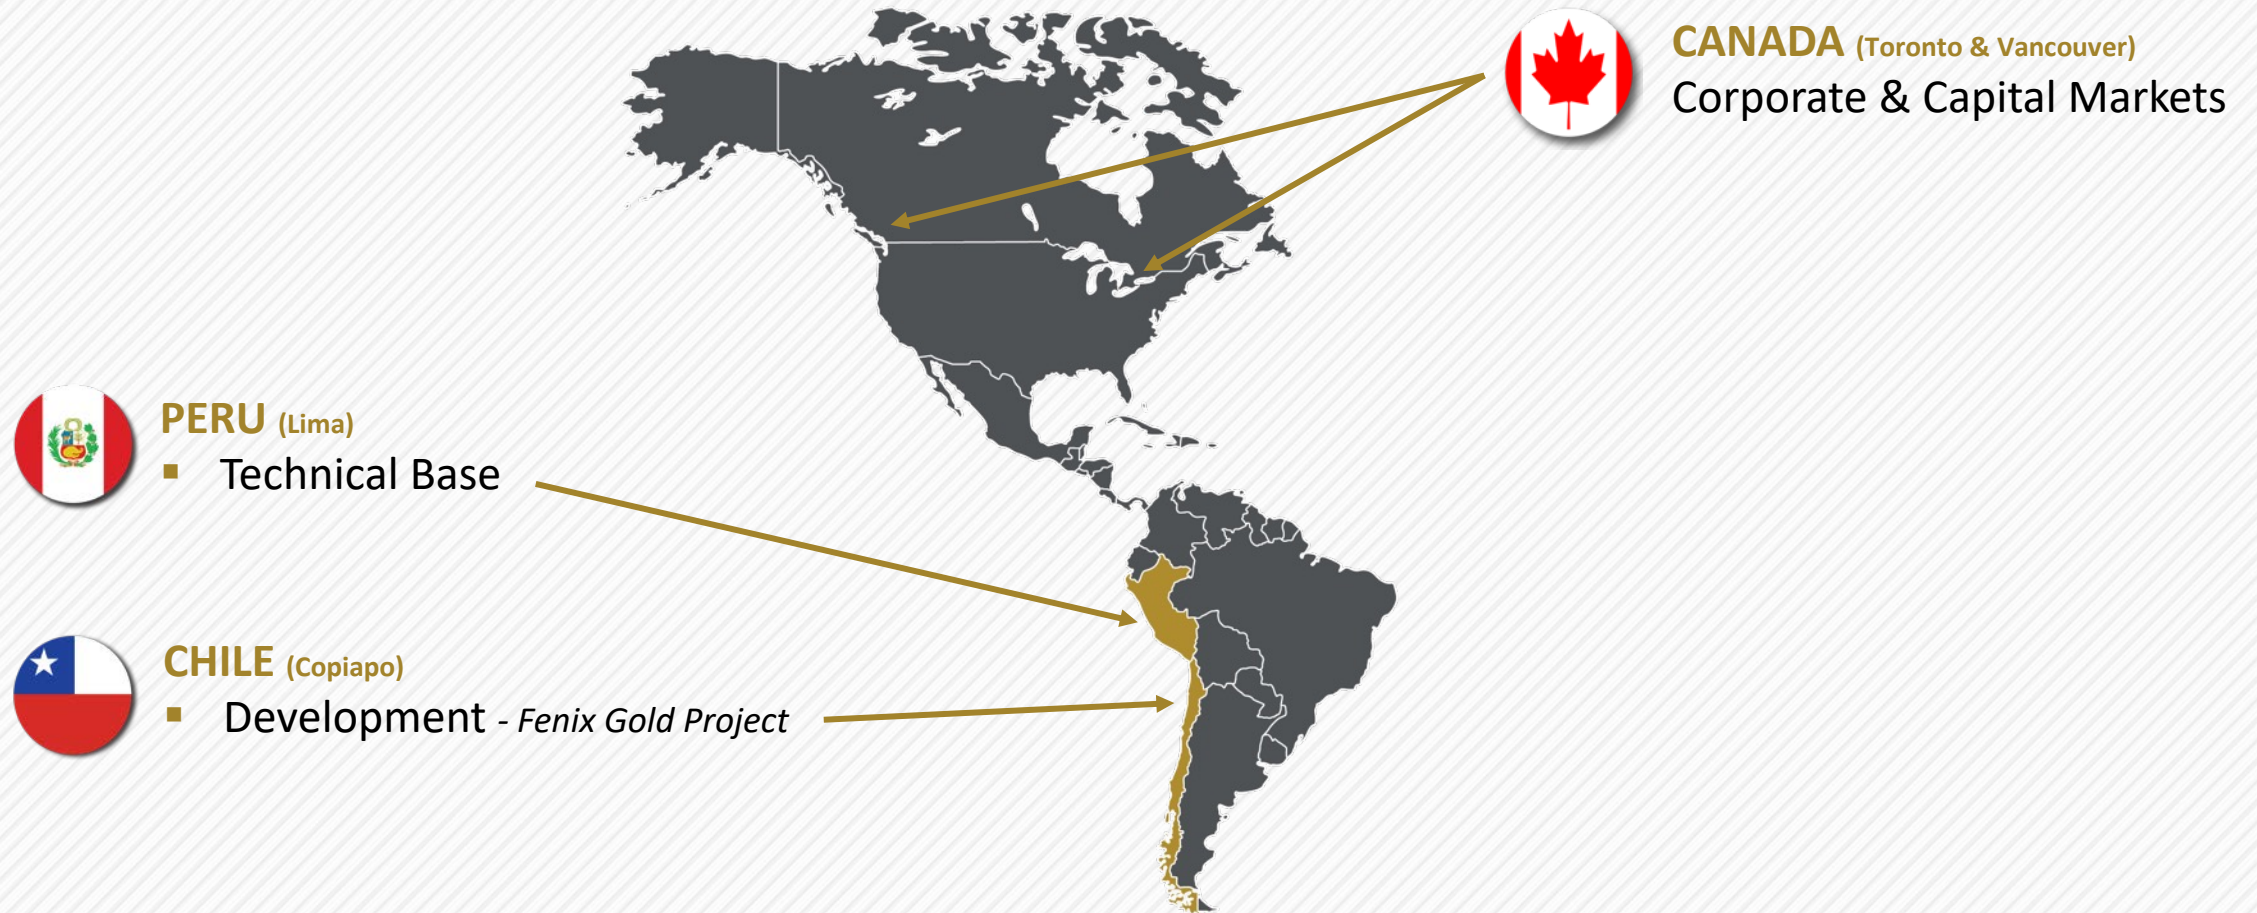 CANADA (Toronto & Vancouver)
Corporate & Capital Markets
PERU (Lima)
▪ Technical Base
CHILE (Copiapo)
▪ Development - Fenix Gold Project